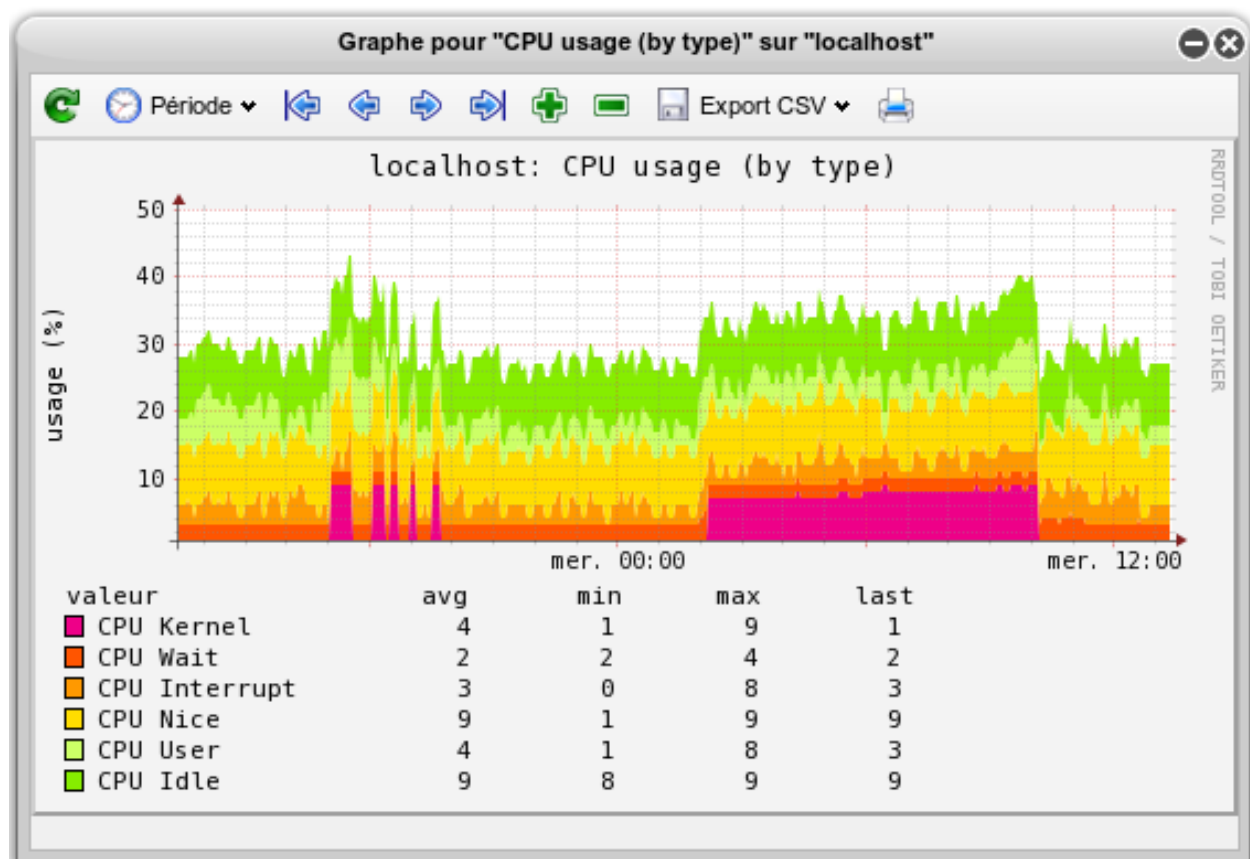 Graphe pour "CPU usage (by type)" sur "localhost"
Période Export CSV
localhost: CPU usage (by type)
RRDTOOL / TOBI OETIKER
usage (%)
50
40
30
20
10
mer. 00:00 mer. 12:00
valeur avg min max last
CPU Kernel 4 1 9 1
CPU Wait 2 2 4 2
CPU Interrupt 3 0 8 3
CPU Nice 9 1 9 9
CPU User 4 1 8 3
CPU Idle 9 8 9 9